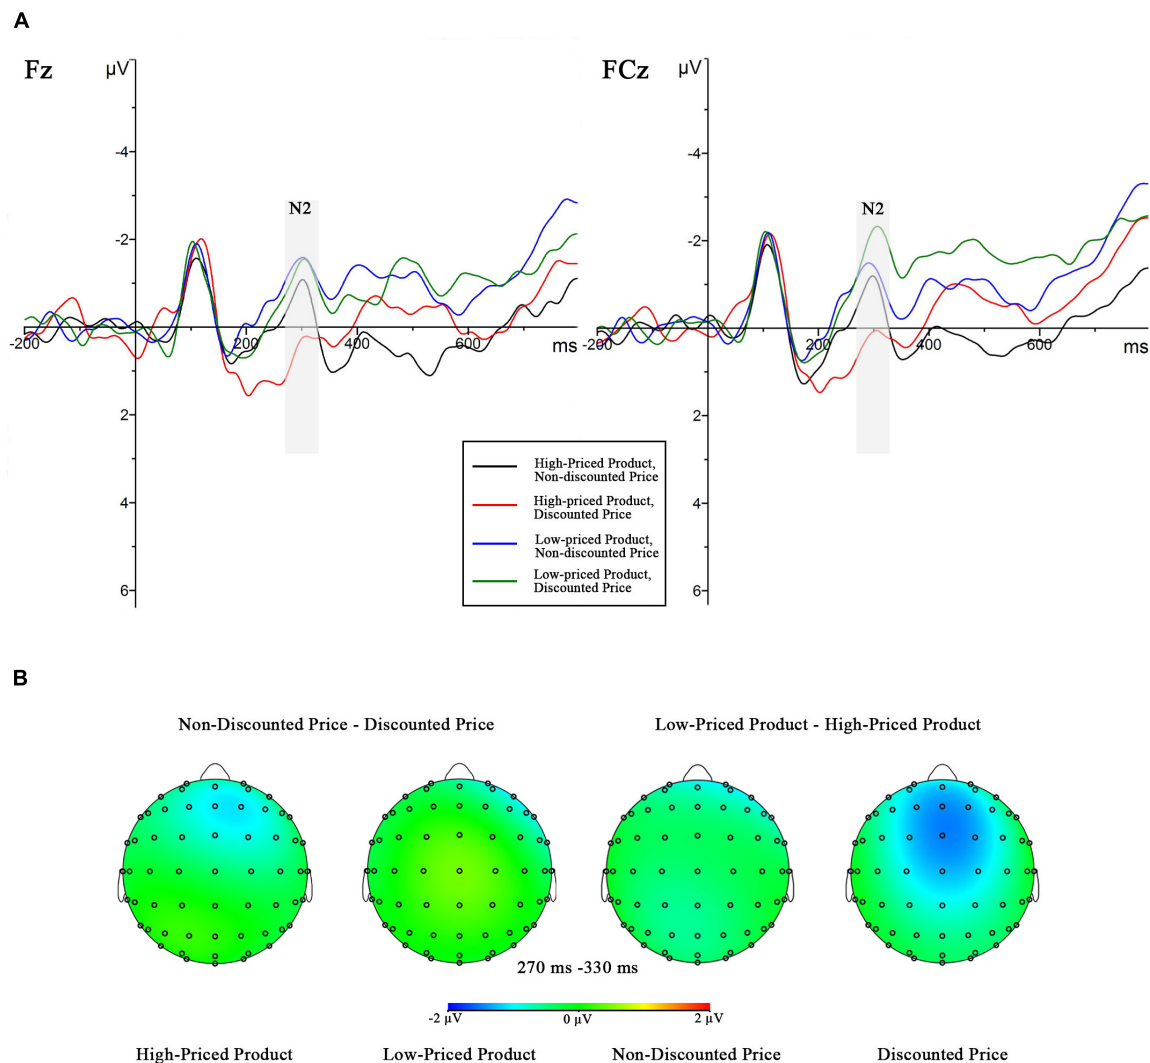 A
Fz
µV
-4
-2
2
4
6
-200
200
400
600
ms
N2
FCz
µV
-4
-2
2
4
6
-200
200
400
600
ms
N2
High-Priced Product,
Non-discounted Price
High-priced Product,
Discounted Price
Low-priced Product,
Non-discounted Price
Low-priced Product,
Discounted Price
B
Non-Discounted Price - Discounted Price
Low-Priced Product - High-Priced Product
270 ms -330 ms
-2 µV
0 µV
2 µV
High-Priced Product
Low-Priced Product
Non-Discounted Price
Discounted Price